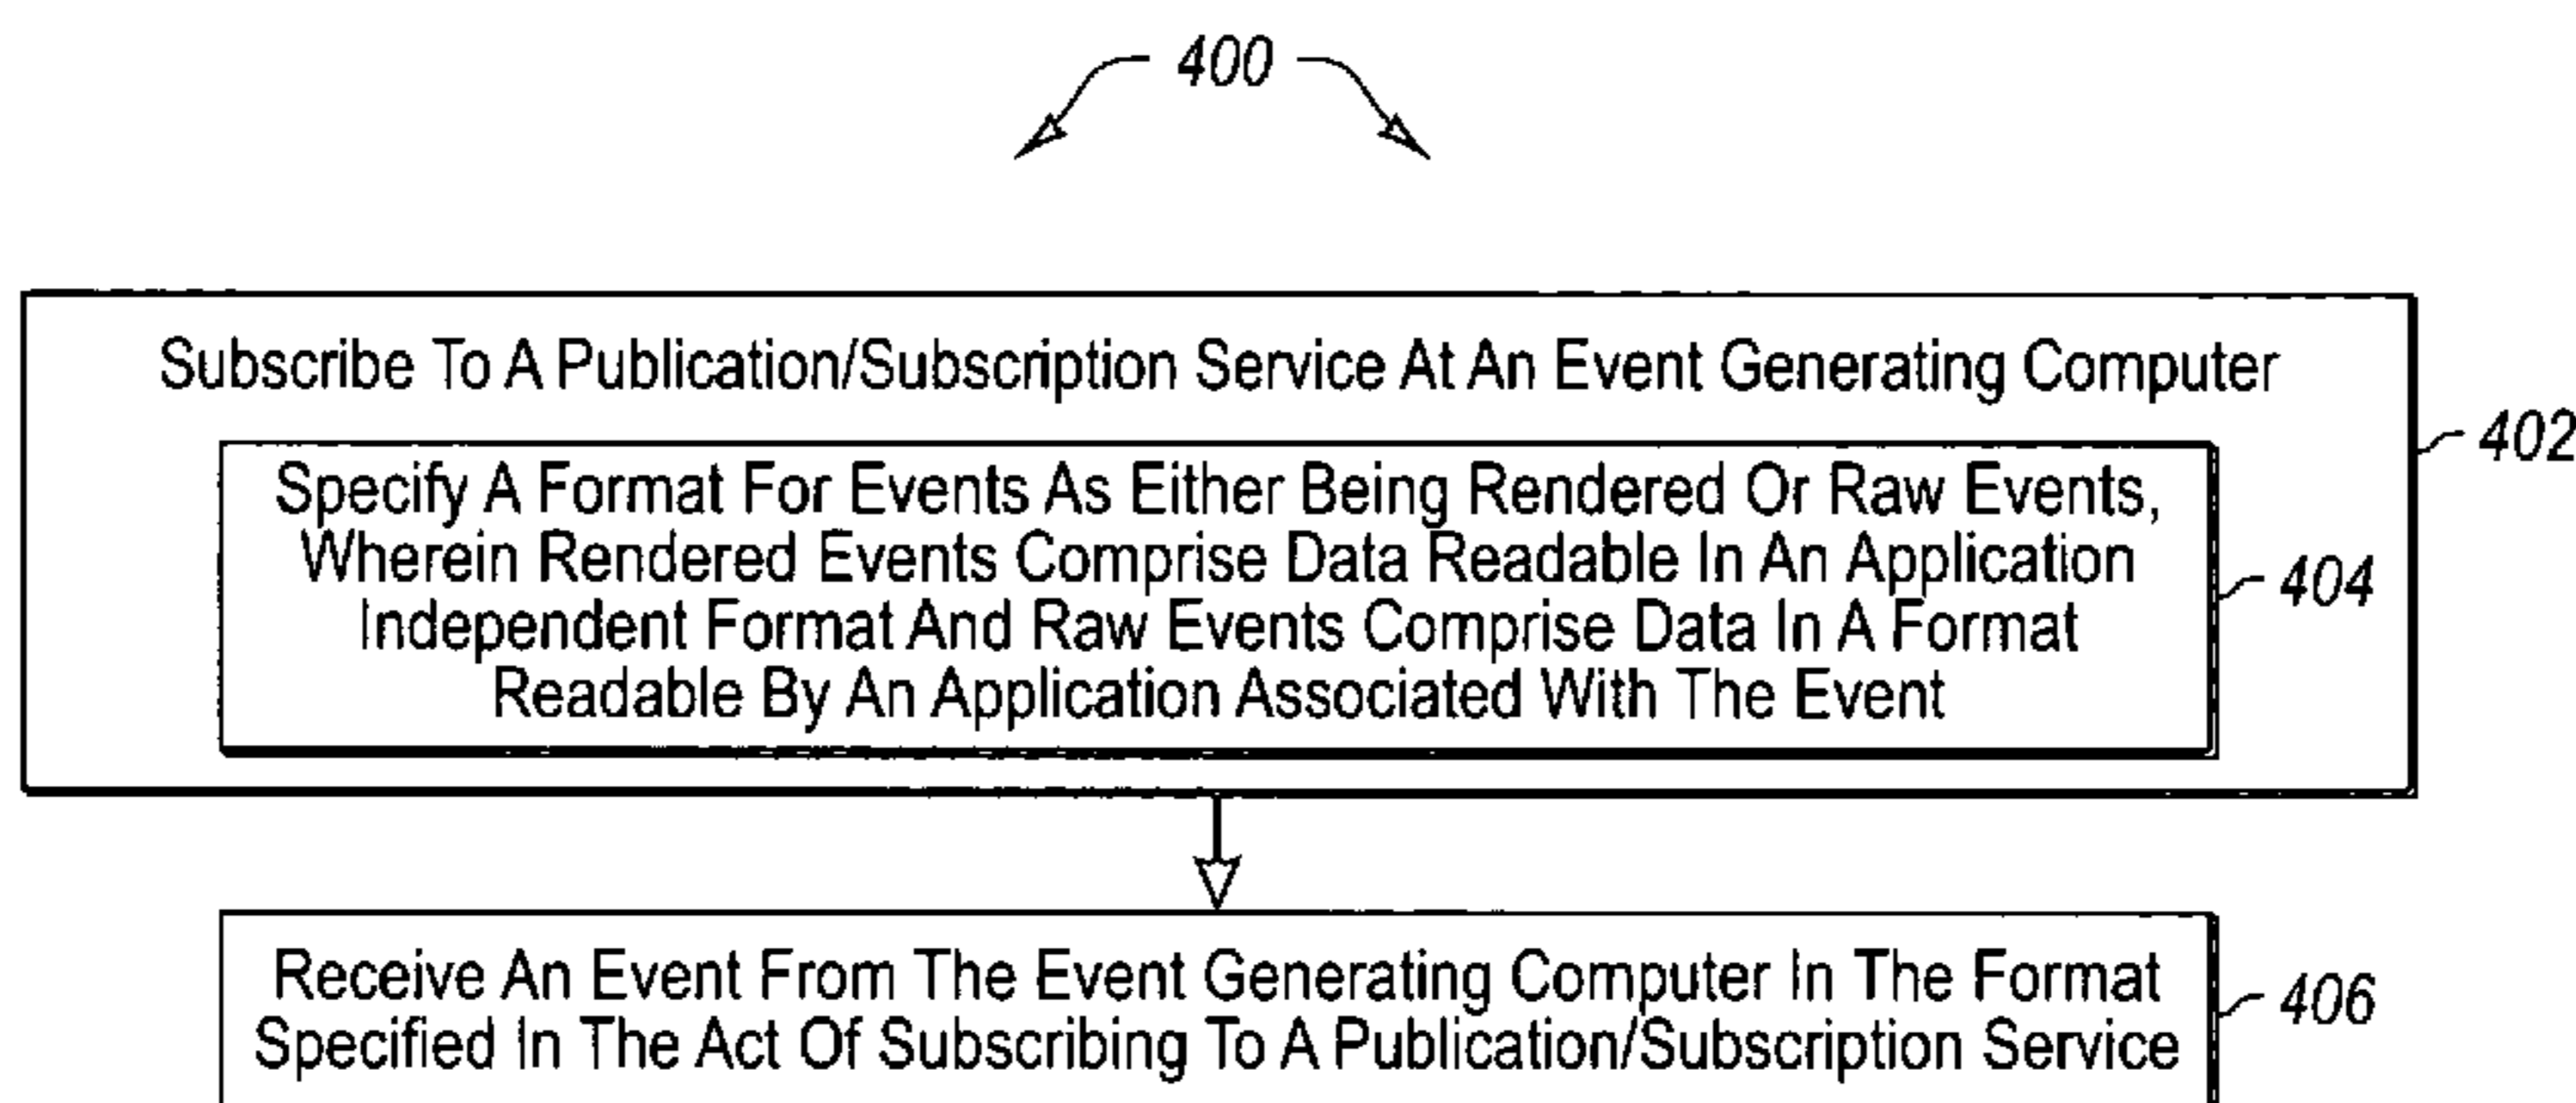 400
Subscribe To A Publication/Subscription Service At An Event Generating Computer
402
Specify A Format For Events As Either Being Rendered Or Raw Events,
Wherein Rendered Events Comprise Data Readable In An Application
Independent Format And Raw Events Comprise Data In A Format
Readable By An Application Associated With The Event
404
Receive An Event From The Event Generating Computer In The Format
Specified In The Act Of Subscribing To A Publication/Subscription Service
406